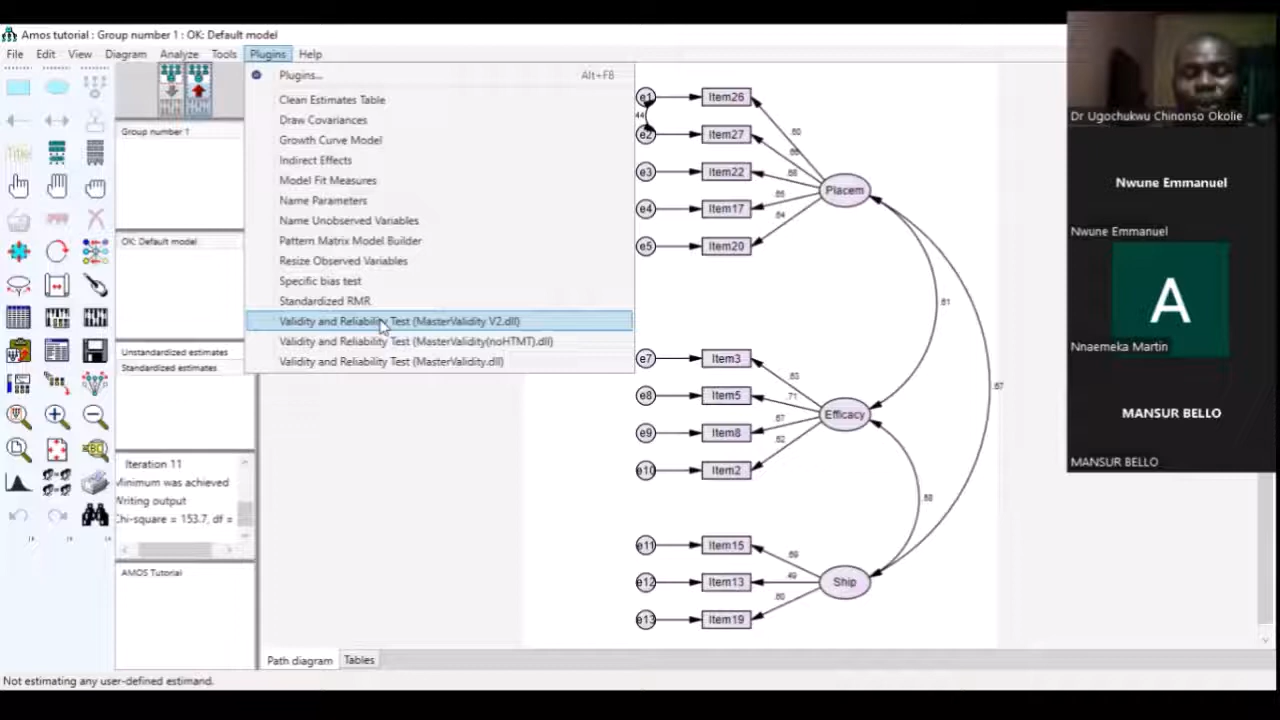 Amos tutorial : Group number 1 : OK: Default model
File Edit View Diagram Analyze Tools Plugins Help
Plugins... Alt+F8
Clean Estimates Table
Draw Covariances
Growth Curve Model
Indirect Effects
Model Fit Measures
Name Parameters
Name Unobserved Variables
Pattern Matrix Model Builder
Resize Observed Variables
Specific bias test
Standardized RMR
Validity and Reliability Test (MasterValidity V2.dll)
Validity and Reliability Test (MasterValidity(noHTMT).dll)
Validity and Reliability Test (MasterValidity.dll)
Title
Group number 1
OK: Default model
Unstandardized estimates
Standardized estimates
Iteration 11
Minimum was achieved
Writing output
Chi-square = 153.7, df =
AMOS Tutorial
e1 Item26
44
e2 Item27
e3 Item22
e4 Item17
e5 Item20
.64
Placem
.61
e7 Item3
e8 Item5
.71
e9 Item8
.67
e10 Item2
.62
Efficacy
e11 Item15
e12 Item13
.49
e13 Item19
Ship
Path diagram Tables
Not estimating any user-defined estimand.
Dr Ugochukwu Chinonso Okolie
Nwune Emmanuel
Nwune Emmanuel
A
Nnaemeka Martin
MANSUR BELLO
MANSUR BELLO